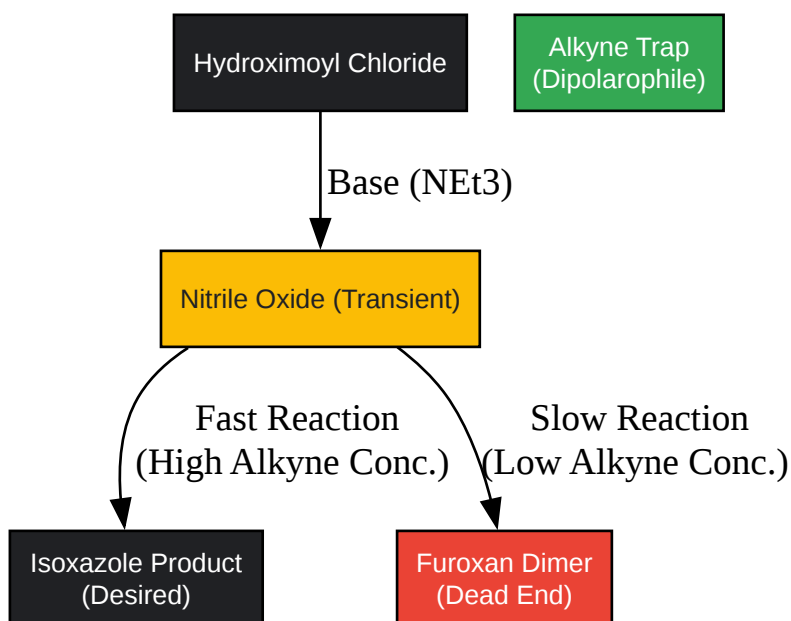 Hydroximoyl Chloride
Alkyne Trap
(Dipolarophile)
Base (NEt3)
Nitrile Oxide (Transient)
Fast Reaction
(High Alkyne Conc.)
Slow Reaction
(Low Alkyne Conc.)
Isoxazole Product
(Desired)
Furoxan Dimer
(Dead End)